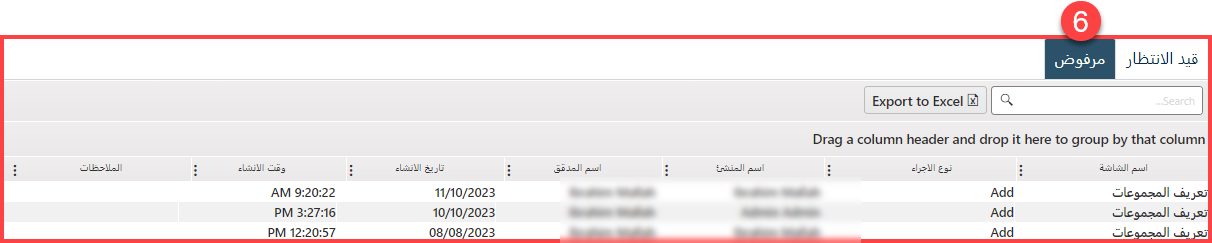 6
قيد الانتظار مرفوض
Search... Export to Excel
Drag a column header and drop it here to group by that column
اسم الشاشة نوع الاجراء اسم المنشئ اسم المدقق تاريخ الانشاء وقت الانشاء الملاحظات
تعريف المجموعات Add 11/10/2023 9:20:22 AM
تعريف المجموعات Add 10/10/2023 3:27:16 PM
تعريف المجموعات Add 08/08/2023 12:20:57 PM